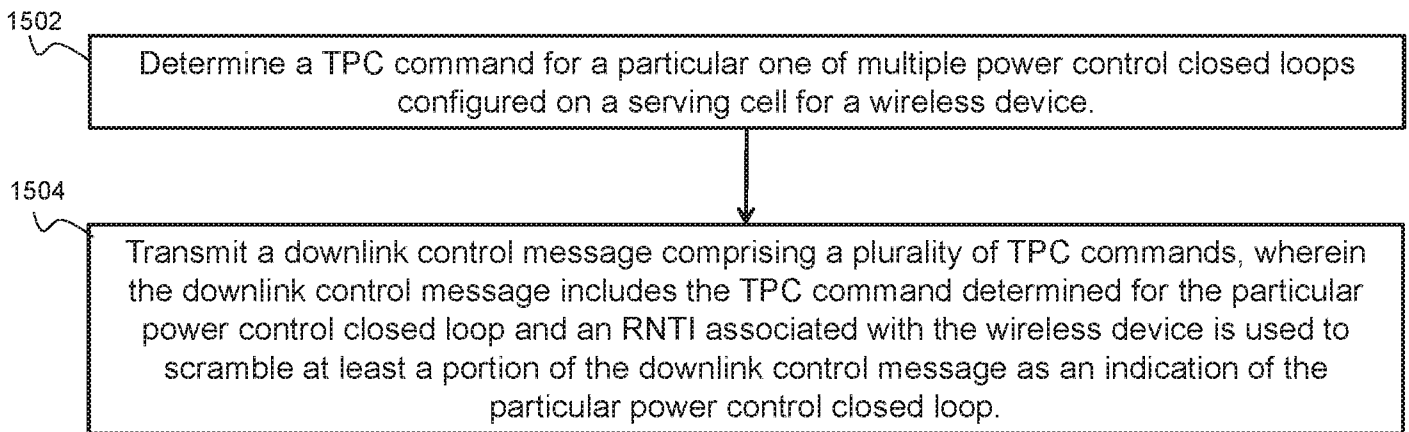 1502
Determine a TPC command for a particular one of multiple power control closed loops
configured on a serving cell for a wireless device.
1504
Transmit a downlink control message comprising a plurality of TPC commands, wherein
the downlink control message includes the TPC command determined for the particular
power control closed loop and an RNTI associated with the wireless device is used to
scramble at least a portion of the downlink control message as an indication of the
particular power control closed loop.